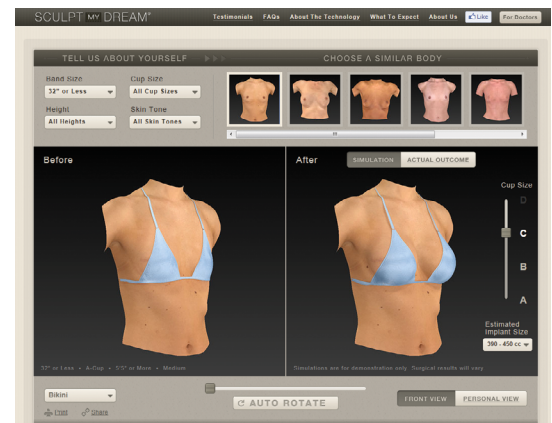 SCULPT MY DREAM
Testimonials FAQs About The Technology What To Expect About Us Like For Doctors
TELL US ABOUT YOURSELF CHOOSE A SIMILAR BODY
Band Size Cup Size
32" or Less All Cup Sizes
Height Skin Tone
All Heights All Skin Tones
Before After SIMULATION ACTUAL OUTCOME
Cup Size
D
C
B
A
Estimated
Implant Size
390 - 450 cc
32" or Less • A-Cup • 5'5" or More • Medium Simulations are for demonstration only. Surgical results will vary.
Bikini
AUTO ROTATE FRONT VIEW PERSONAL VIEW
Print Share